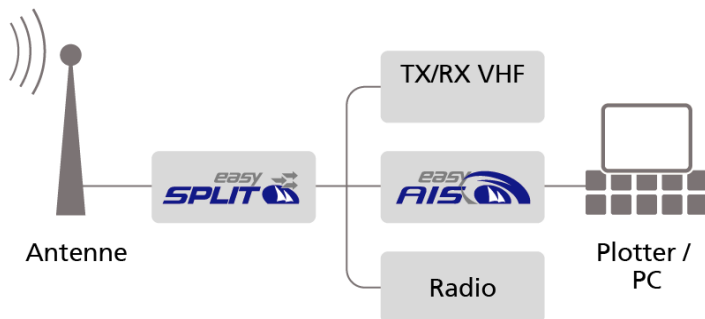 TX/RX VHF
easy
SPLIT
easy
AIS
Antenne
Radio
Plotter /
PC